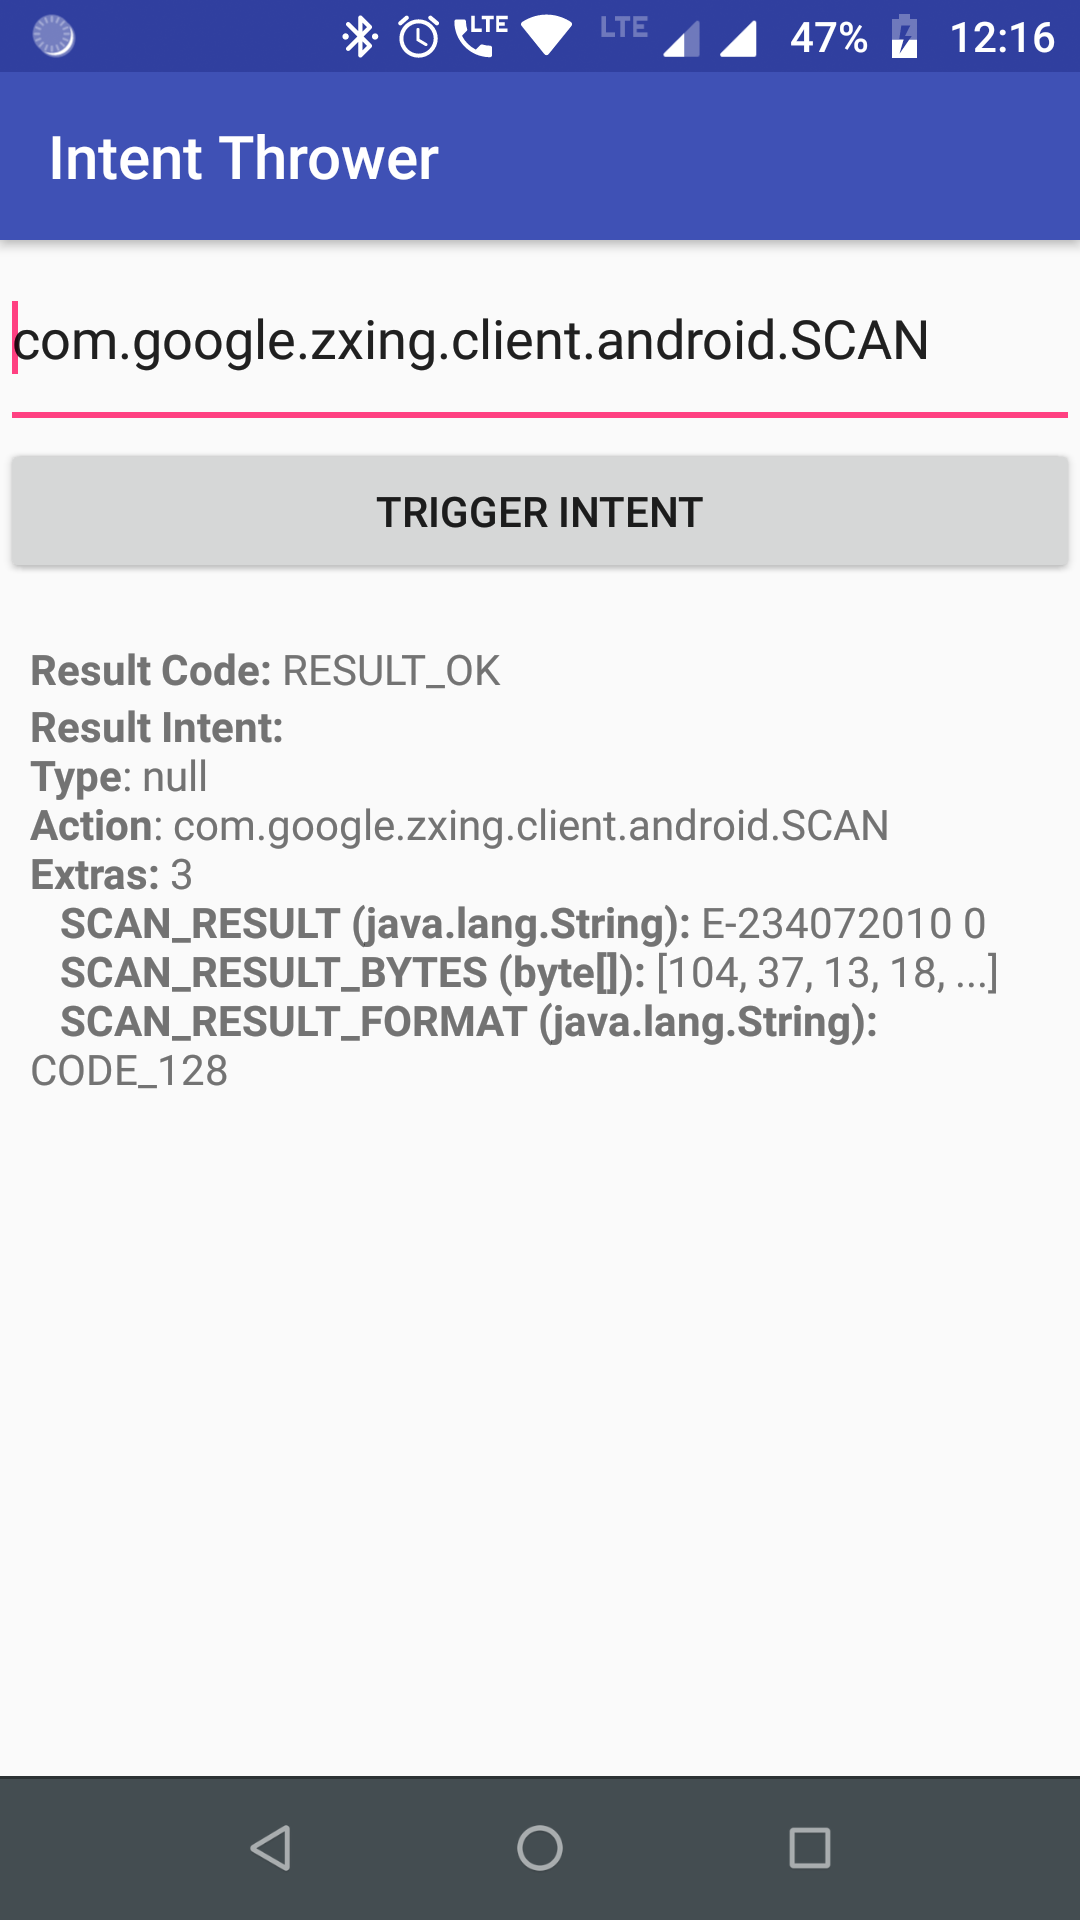 LTE LTE 47% 12:16
Intent Thrower
com.google.zxing.client.android.SCAN
TRIGGER INTENT
Result Code: RESULT_OK
Result Intent:
Type: null
Action: com.google.zxing.client.android.SCAN
Extras: 3
SCAN_RESULT (java.lang.String): E-234072010 0
SCAN_RESULT_BYTES (byte[]): [104, 37, 13, 18, ...]
SCAN_RESULT_FORMAT (java.lang.String):
CODE_128